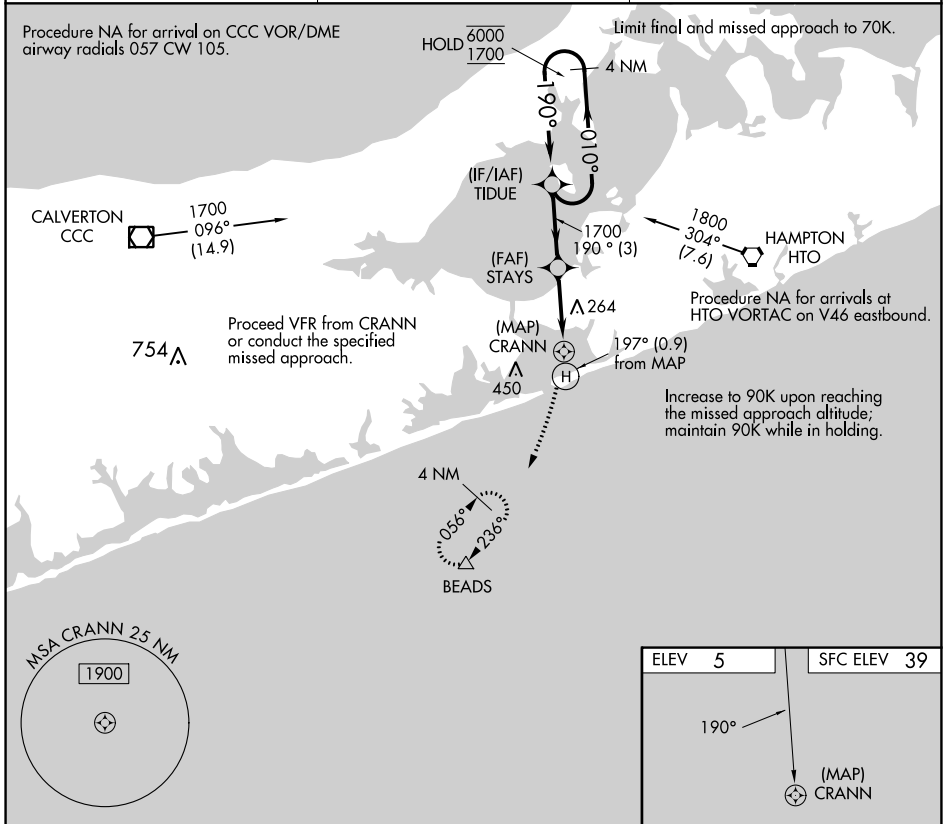 Procedure NA for arrival on CCC VOR/DME
airway radials 057 CW 105.
Limit final and missed approach to 70K.
HOLD 6000
1700
4 NM
190°
010°
(IF/IAF)
TIDUE
CALVERTON
CCC
1700
096°
(14.9)
1700
190° (3)
1800
304°
(7.6)
HAMPTON
HTO
(FAF)
STAYS
264
Procedure NA for arrivals at
HTO VORTAC on V46 eastbound.
Proceed VFR from CRANN
or conduct the specified
missed approach.
754
(MAP)
CRANN
450
H
197° (0.9)
from MAP
Increase to 90K upon reaching
the missed approach altitude;
maintain 90K while in holding.
4 NM
056°
236°
BEADS
MSA CRANN 25 NM
1900
ELEV 5
SFC ELEV 39
190°
(MAP)
CRANN